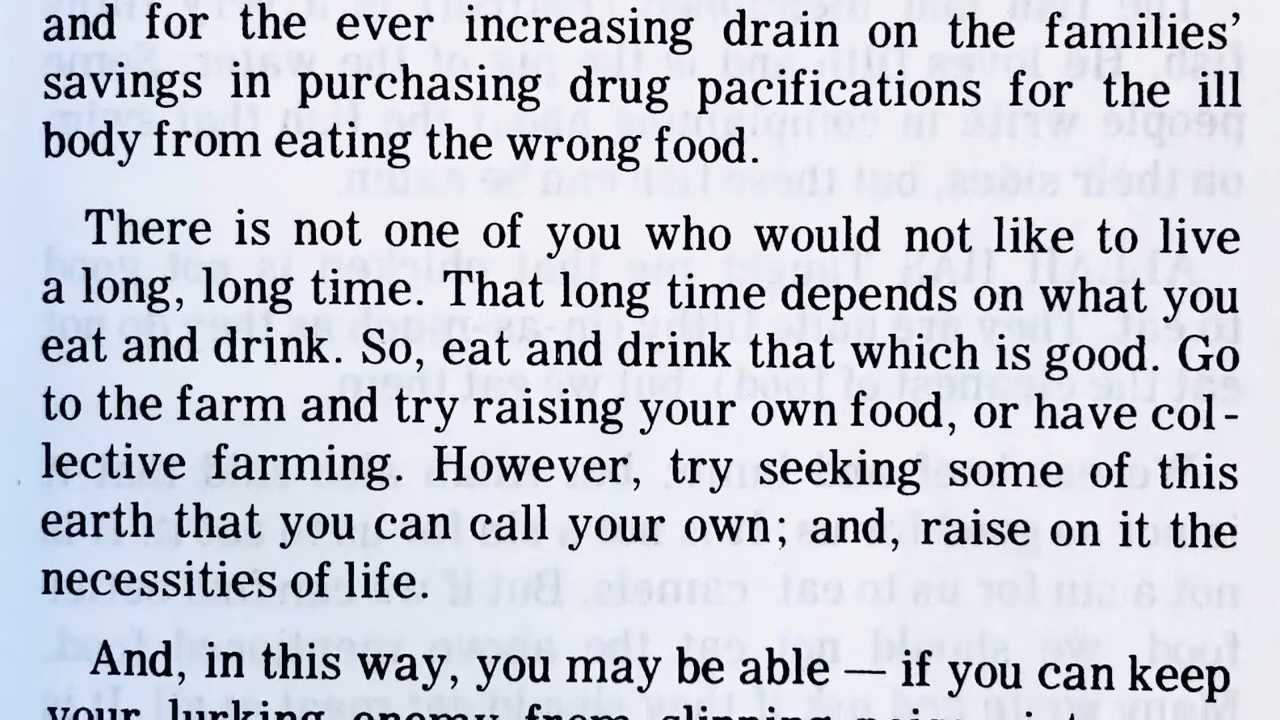 and for the ever increasing drain on the families’
savings in purchasing drug pacifications for the ill
body from eating the wrong food.
There is not one of you who would not like to live
a long, long time. That long time depends on what you
eat and drink. So, eat and drink that which is good. Go
to the farm and try raising your own food, or have col-
lective farming. However, try seeking some of this
earth that you can call your own; and, raise on it the
necessities of life.
And, in this way, you may be able — if you can keep
your lurking enemy from slipping